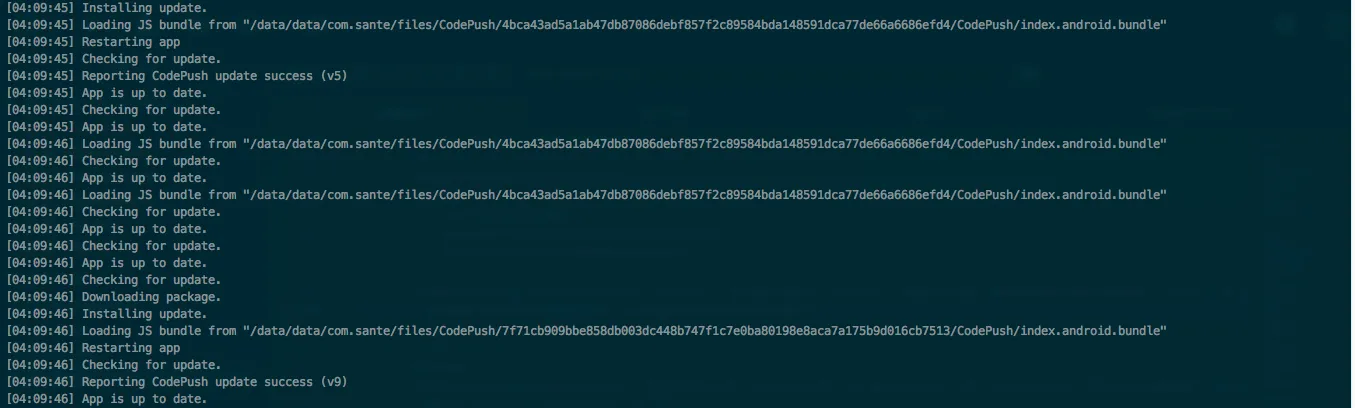 [04:09:45] Installing update.
[04:09:45] Loading JS bundle from "/data/data/com.sante/files/CodePush/4bca43ad5a1ab47db87086debf857f2c89584bda148591dca77de66a6686efd4/CodePush/index.android.bundle"
[04:09:45] Restarting app
[04:09:45] Checking for update.
[04:09:45] Reporting CodePush update success (v5)
[04:09:45] App is up to date.
[04:09:45] Checking for update.
[04:09:45] App is up to date.
[04:09:46] Loading JS bundle from "/data/data/com.sante/files/CodePush/4bca43ad5a1ab47db87086debf857f2c89584bda148591dca77de66a6686efd4/CodePush/index.android.bundle"
[04:09:46] Checking for update.
[04:09:46] App is up to date.
[04:09:46] Loading JS bundle from "/data/data/com.sante/files/CodePush/4bca43ad5a1ab47db87086debf857f2c89584bda148591dca77de66a6686efd4/CodePush/index.android.bundle"
[04:09:46] Checking for update.
[04:09:46] App is up to date.
[04:09:46] Checking for update.
[04:09:46] App is up to date.
[04:09:46] Checking for update.
[04:09:46] Downloading package.
[04:09:46] Installing update.
[04:09:46] Loading JS bundle from "/data/data/com.sante/files/CodePush/7f71cb909bbe858db003dc448b747f1c7e0ba80198e8aca7a175b9d016cb7513/CodePush/index.android.bundle"
[04:09:46] Restarting app
[04:09:46] Checking for update.
[04:09:46] Reporting CodePush update success (v9)
[04:09:46] App is up to date.